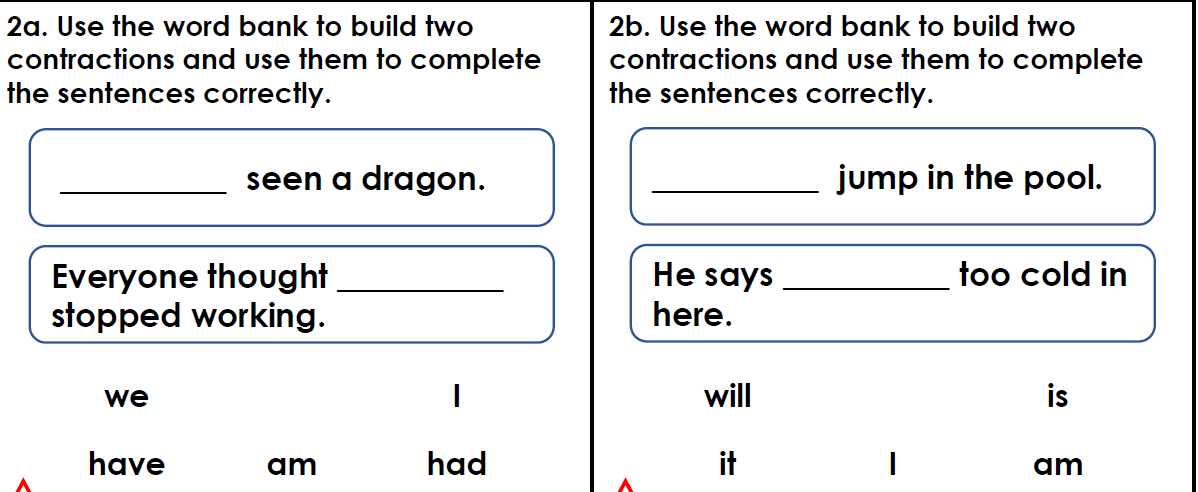 2a. Use the word bank to build two
contractions and use them to complete
the sentences correctly.
__________ seen a dragon.
Everyone thought __________
stopped working.
we I
have am had
2b. Use the word bank to build two
contractions and use them to complete
the sentences correctly.
__________ jump in the pool.
He says __________ too cold in
here.
will is
it I am